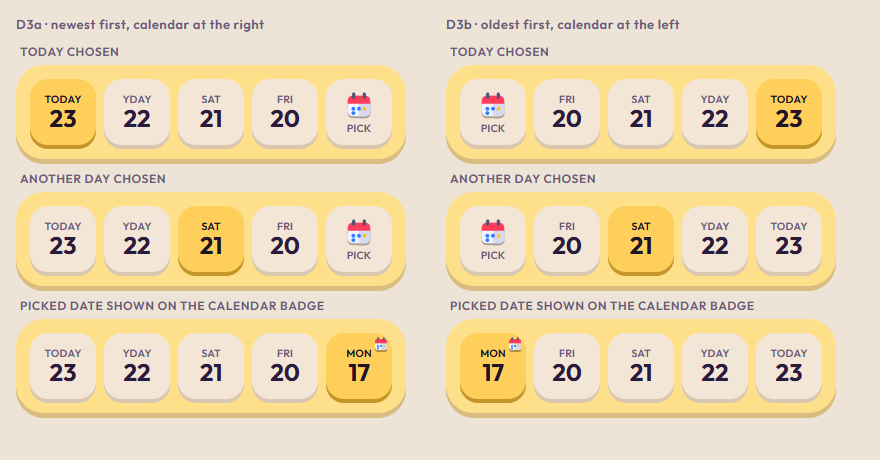 D3a · newest first, calendar at the right
TODAY CHOSEN
TODAY YDAY SAT FRI
23 22 21 20 PICK
ANOTHER DAY CHOSEN
TODAY YDAY SAT FRI
23 22 21 20 PICK
PICKED DATE SHOWN ON THE CALENDAR BADGE
TODAY YDAY SAT FRI MON
23 22 21 20 17
D3b · oldest first, calendar at the left
TODAY CHOSEN
FRI SAT YDAY TODAY
PICK 20 21 22 23
ANOTHER DAY CHOSEN
FRI SAT YDAY TODAY
PICK 20 21 22 23
PICKED DATE SHOWN ON THE CALENDAR BADGE
MON FRI SAT YDAY TODAY
17 20 21 22 23